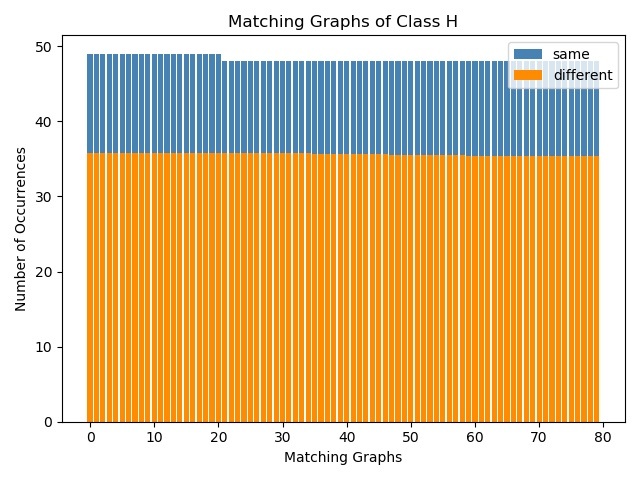 Matching Graphs of Class H
same
different
Number of Occurrences
50
40
30
20
10
0
0 10 20 30 40 50 60 70 80
Matching Graphs